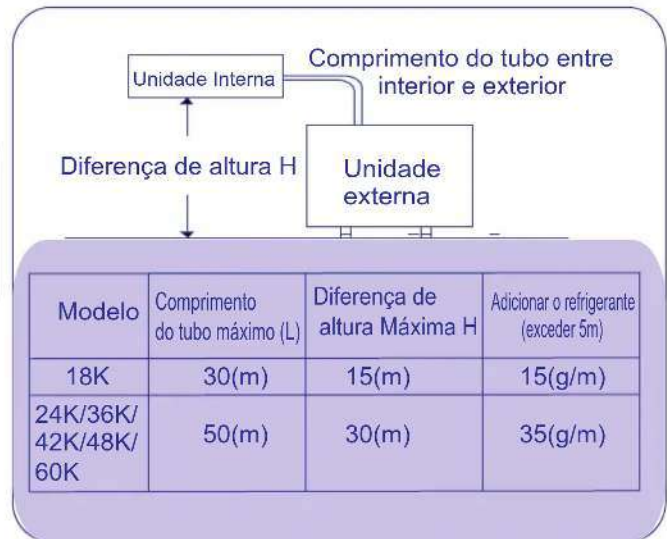 Comprimento do tubo entre
interior e exterior
Unidade Interna
Diferença de altura H
Unidade
externa
Modelo
Comprimento
do tubo máximo (L)
Diferença de
altura Máxima H
Adicionar o refrigerante
(exceder 5m)
18K
30(m)
15(m)
15(g/m)
24K/36K/
42K/48K/
60K
50(m)
30(m)
35(g/m)